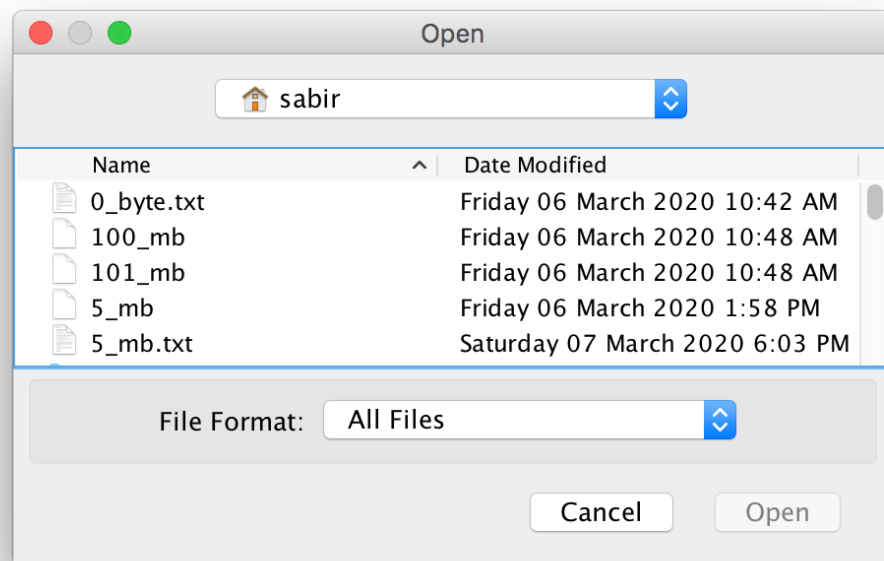 Open
sabir
Name Date Modified
0_byte.txt Friday 06 March 2020 10:42 AM
100_mb Friday 06 March 2020 10:48 AM
101_mb Friday 06 March 2020 10:48 AM
5_mb Friday 06 March 2020 1:58 PM
5_mb.txt Saturday 07 March 2020 6:03 PM
File Format: All Files
Cancel Open